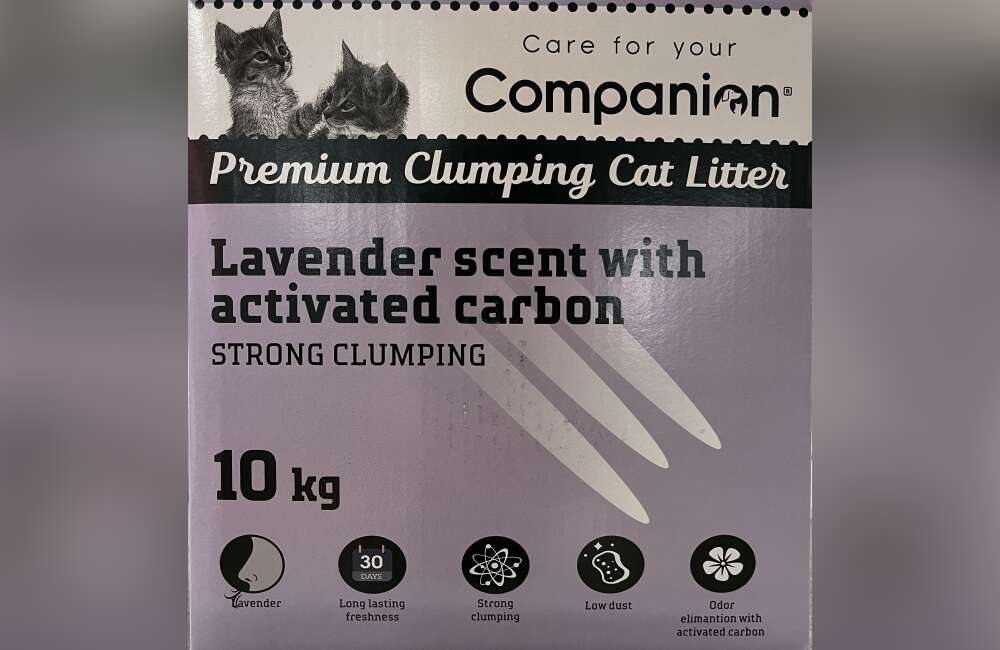 Care for your
Companion®
Premium Clumping Cat Litter
Lavender scent with
activated carbon
STRONG CLUMPING
10 kg
30
DAYS
Lavender
Long lasting
freshness
Strong
clumping
Low dust
Odor
elimantion with
activated carbon